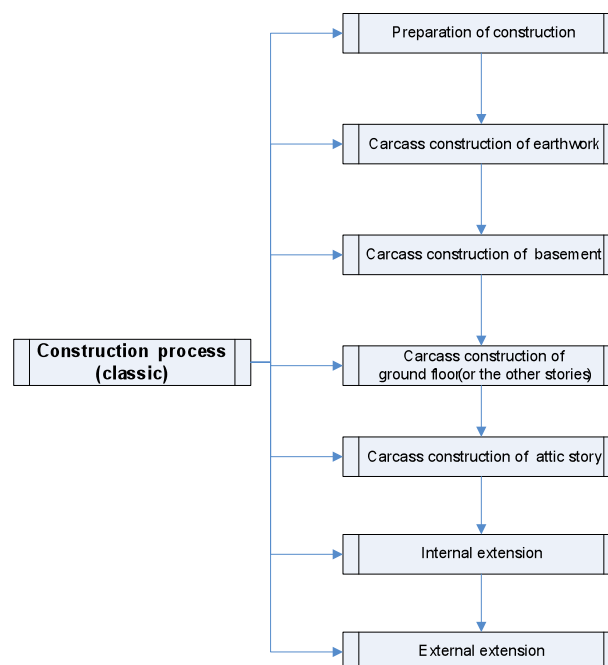 Preparation of construction
Carcass construction of earthwork
Carcass construction of basement
Construction process
(classic)
Carcass construction of
ground floor(or the other stories)
Carcass construction of attic story
Internal extension
External extension